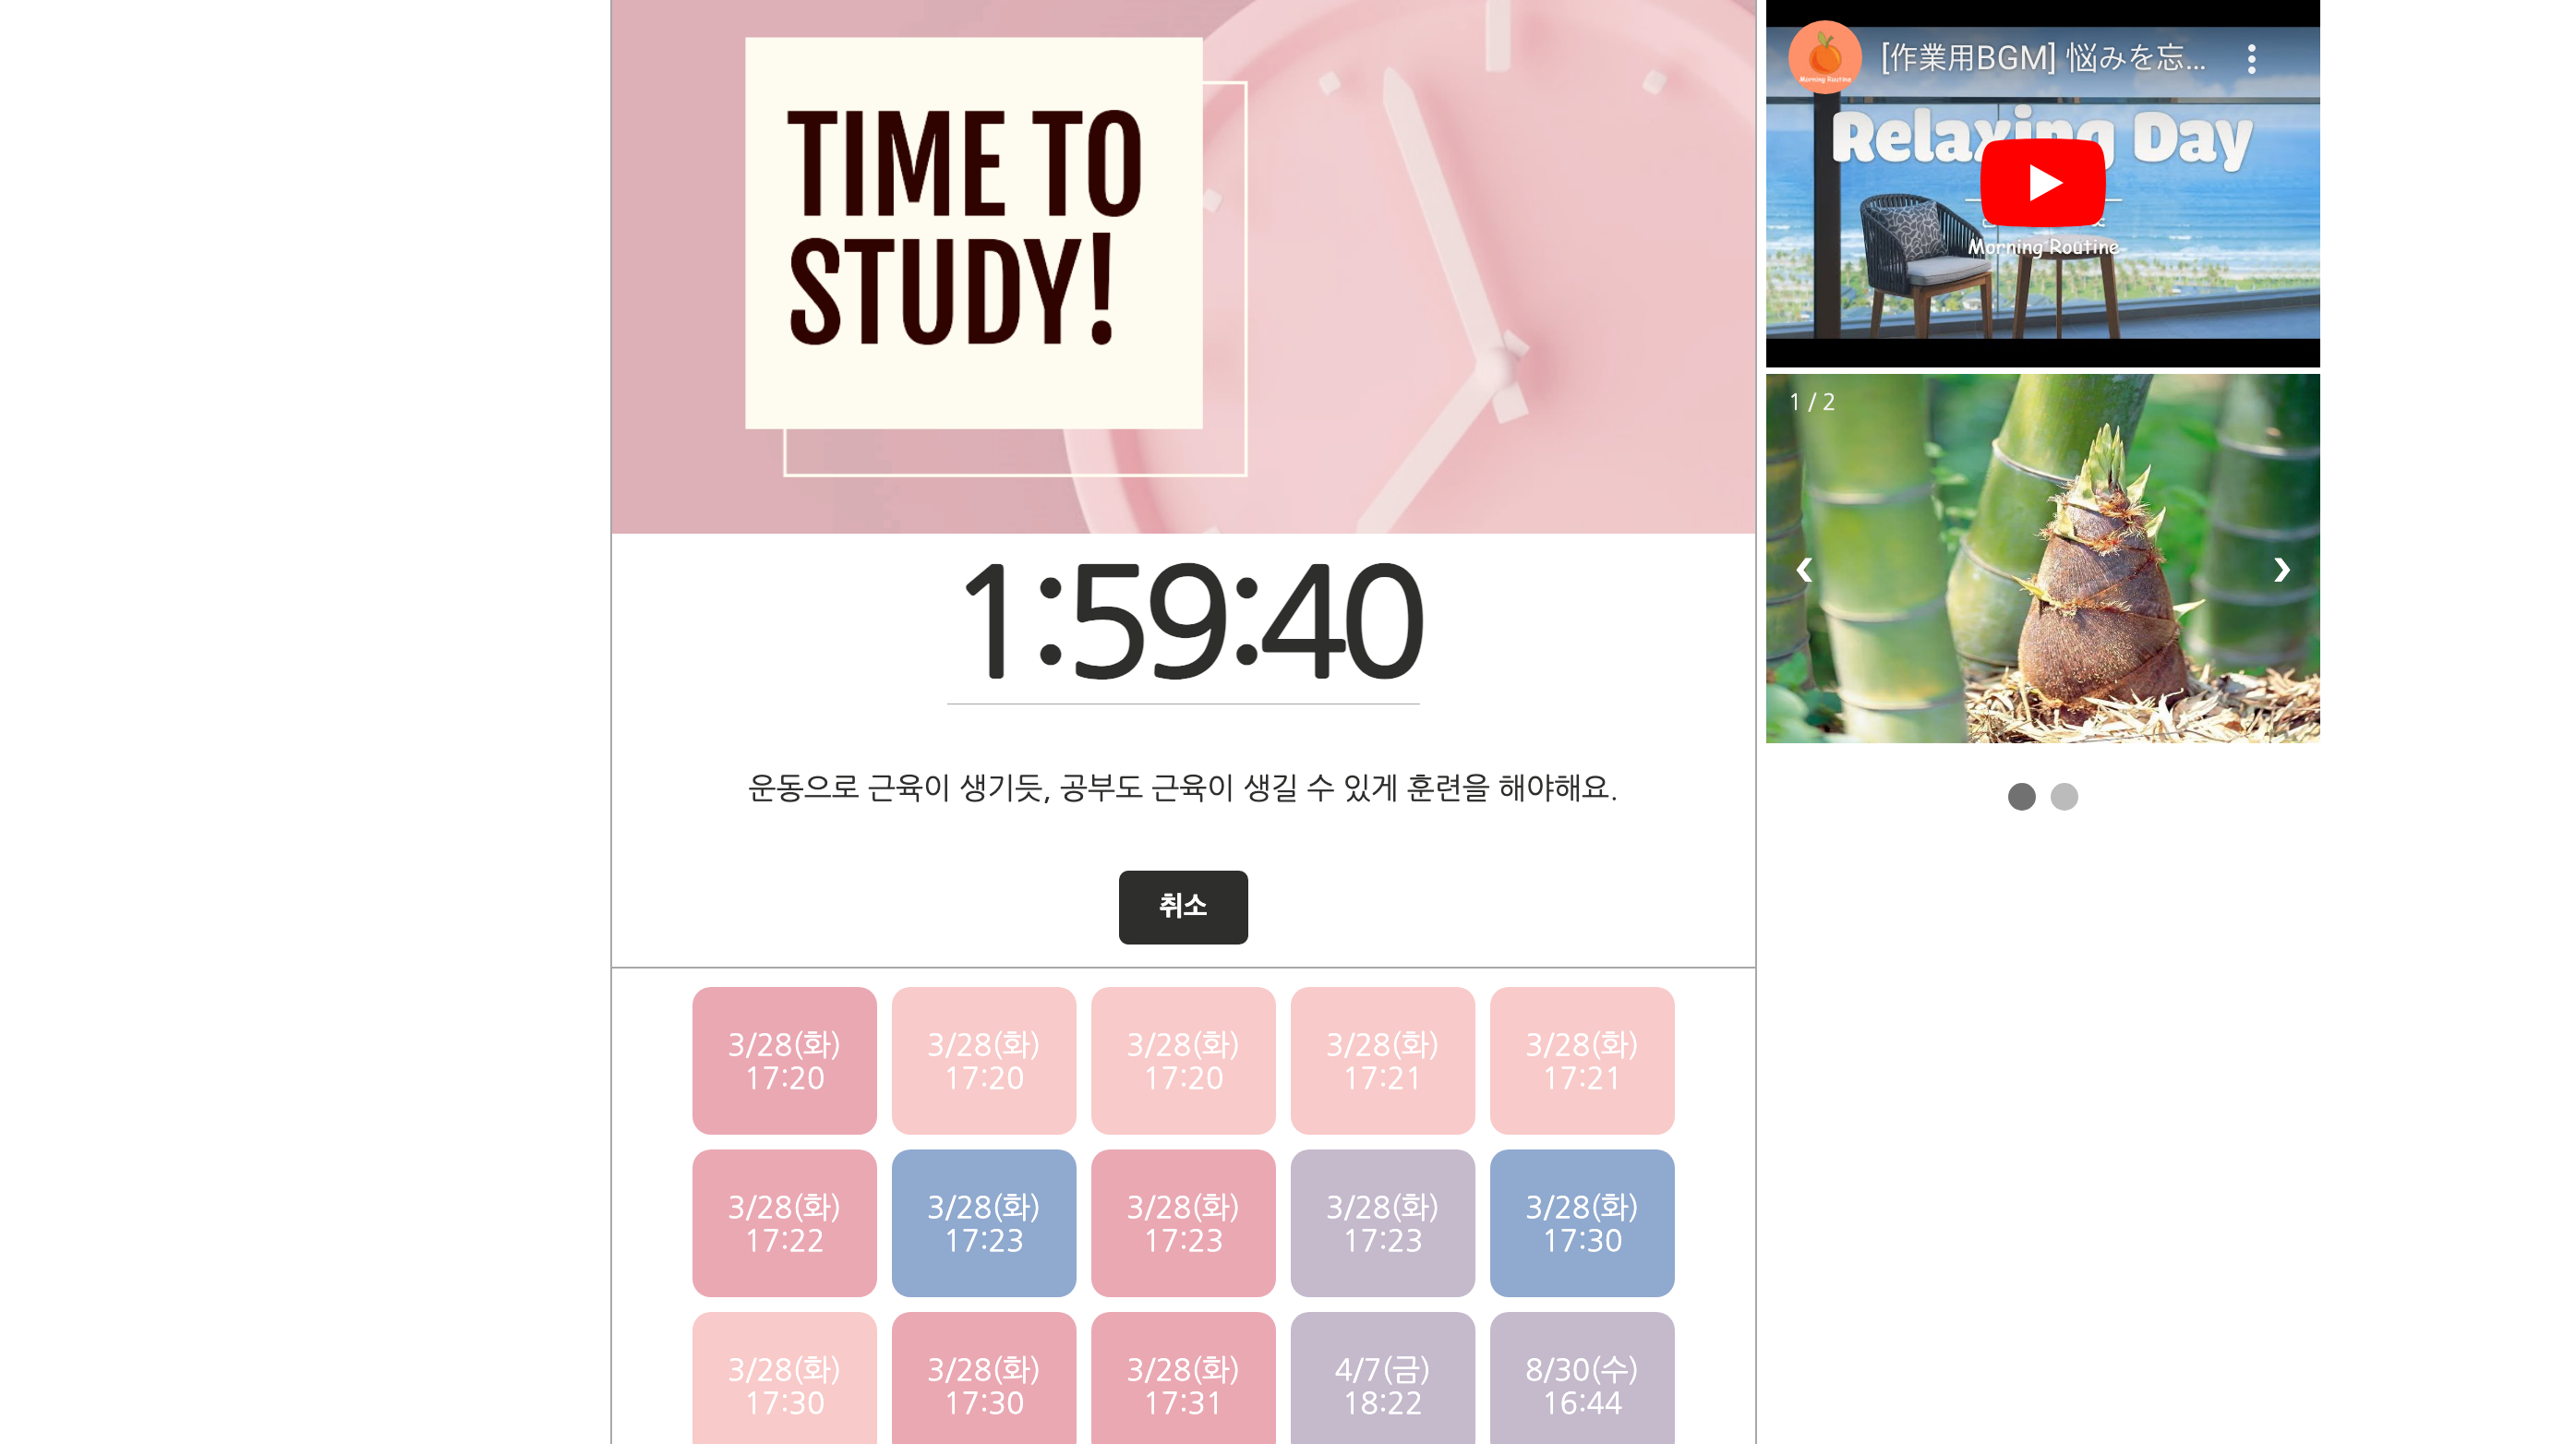 TIME TO
STUDY!
1:59:40
운동으로 근육이 생기듯, 공부도 근육이 생길 수 있게 훈련을 해야해요.
취소
3/28(화)
17:20
3/28(화)
17:20
3/28(화)
17:20
3/28(화)
17:21
3/28(화)
17:21
3/28(화)
17:22
3/28(화)
17:23
3/28(화)
17:23
3/28(화)
17:23
3/28(화)
17:30
3/28(화)
17:30
3/28(화)
17:30
3/28(화)
17:31
4/7(금)
18:22
8/30(수)
16:44
Morning Routine
[作業用BGM] 悩みを忘...
Relaxing Day
Morning Routine
1 / 2